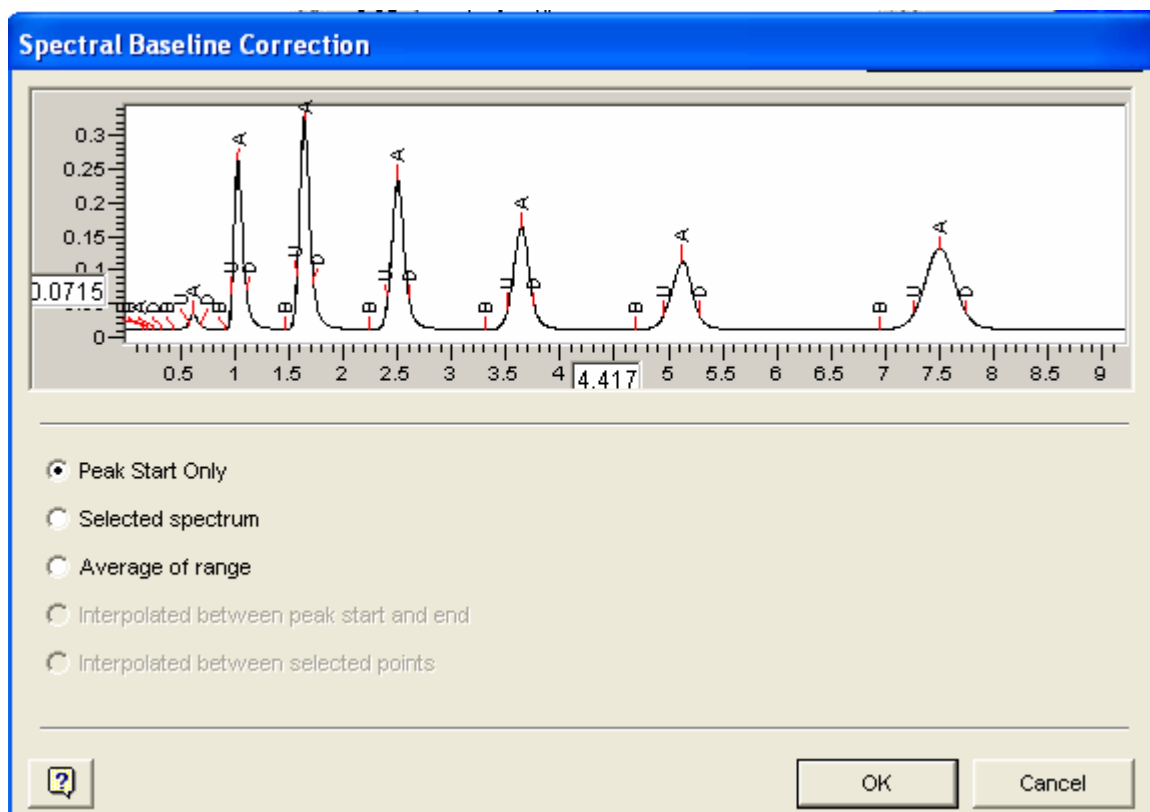 Spectral Baseline Correction
A
A
A
A
A
A
A
U D
U D
U D
U D
U D
U D
B
B
B
B
B
0.3
0.25
0.2
0.15
0.1
0.0715
0
0.5 1 1.5 2 2.5 3 3.5 4 4.417 5 5.5 6 6.5 7 7.5 8 8.5 9
Peak Start Only
Selected spectrum
Average of range
Interpolated between peak start and end
Interpolated between selected points
?
OK Cancel